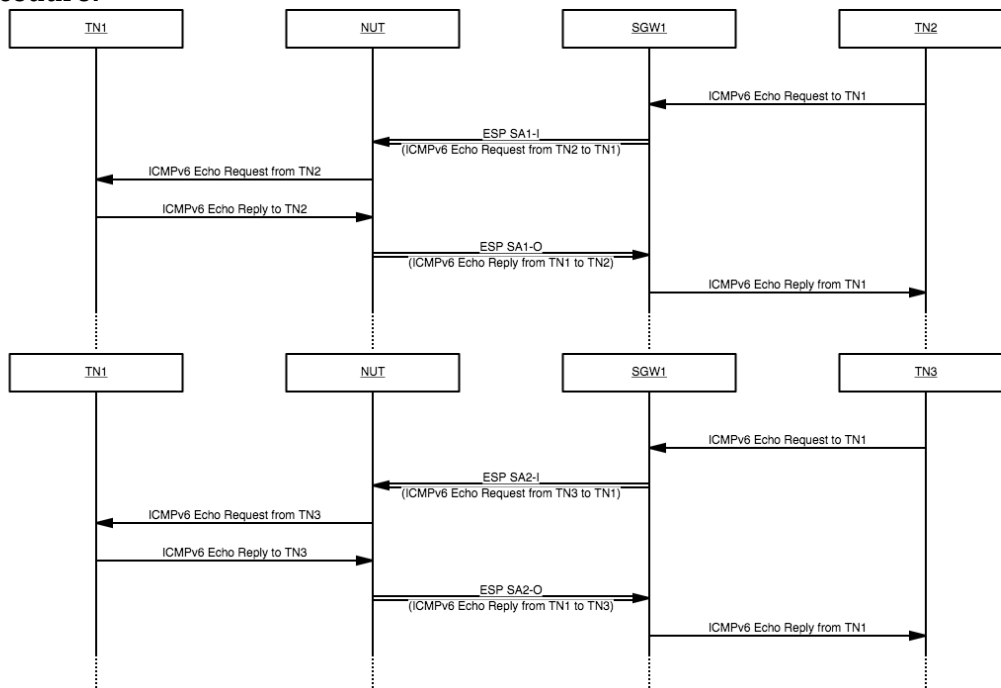 TN1 NUT SGW1 TN2
ICMPv6 Echo Request to TN1
ESP SA1-I
(ICMPv6 Echo Request from TN2 to TN1)
ICMPv6 Echo Request from TN2
ICMPv6 Echo Reply to TN2
ESP SA1-O
(ICMPv6 Echo Reply from TN1 to TN2)
ICMPv6 Echo Reply from TN1
TN1 NUT SGW1 TN3
ICMPv6 Echo Request to TN1
ESP SA2-I
(ICMPv6 Echo Request from TN3 to TN1)
ICMPv6 Echo Request from TN3
ICMPv6 Echo Reply to TN3
ESP SA2-O
(ICMPv6 Echo Reply from TN1 to TN3)
ICMPv6 Echo Reply from TN1